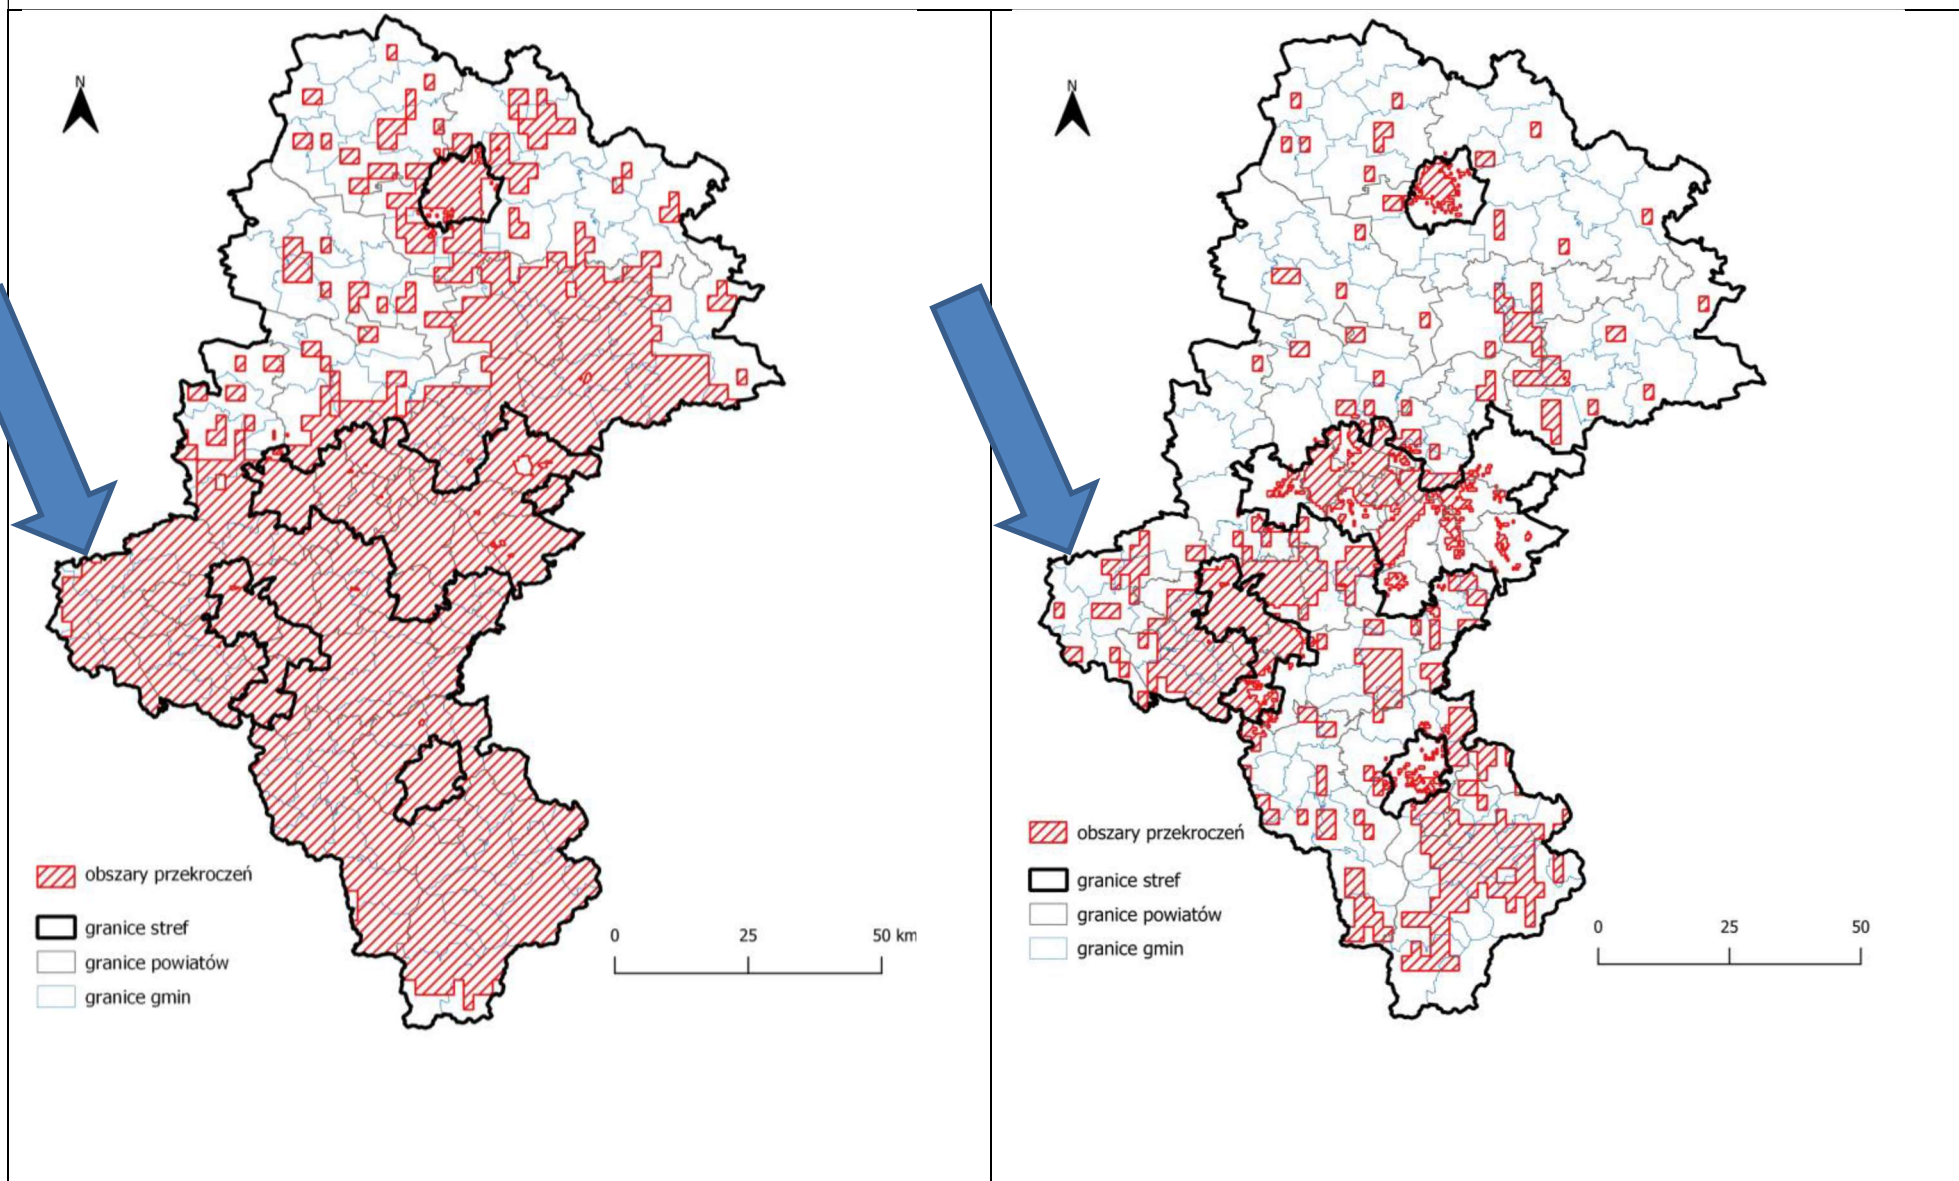 N
obszary przekroczeń
granice stref
granice powiatów
granice gmin
0 25 50 km
N
obszary przekroczeń
granice stref
granice powiatów
granice gmin
0 25 50